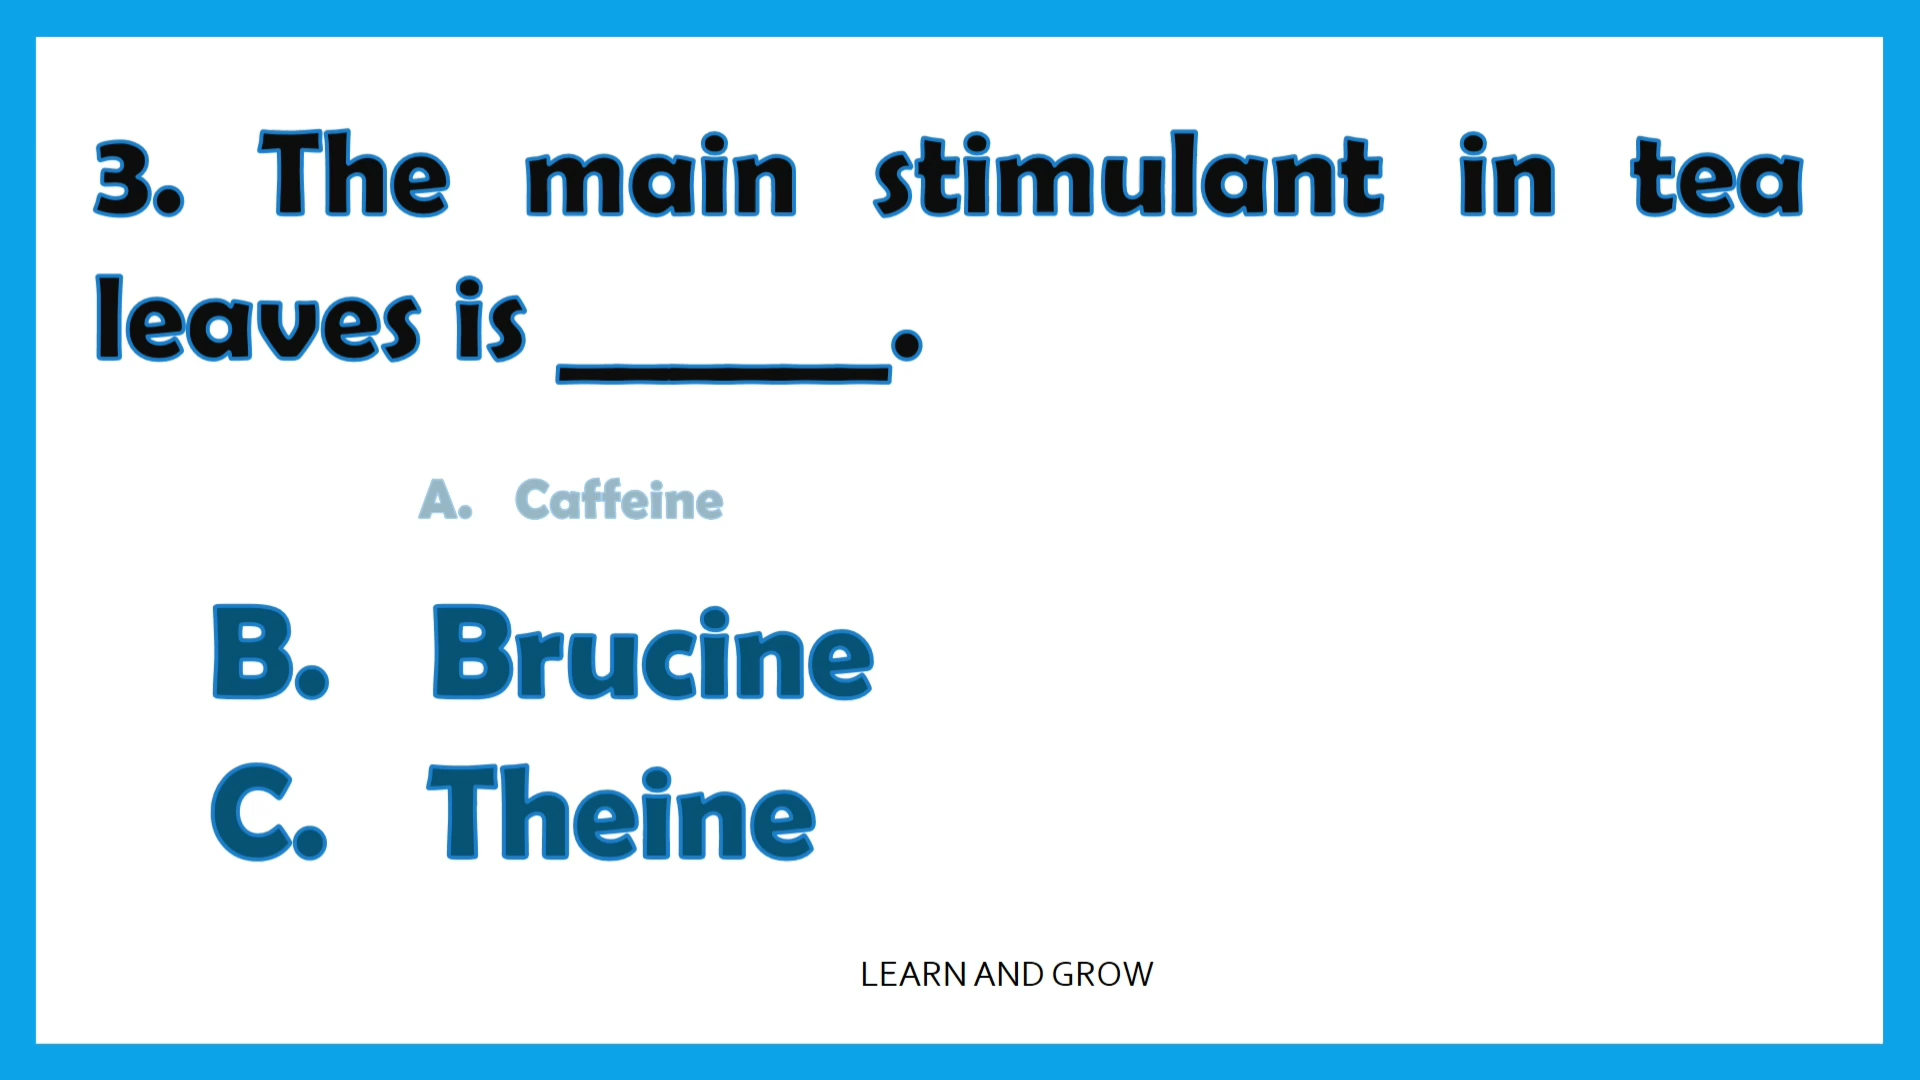 3. The main stimulant in tea
leaves is ______.
A. Caffeine
B. Brucine
C. Theine
LEARN AND GROW